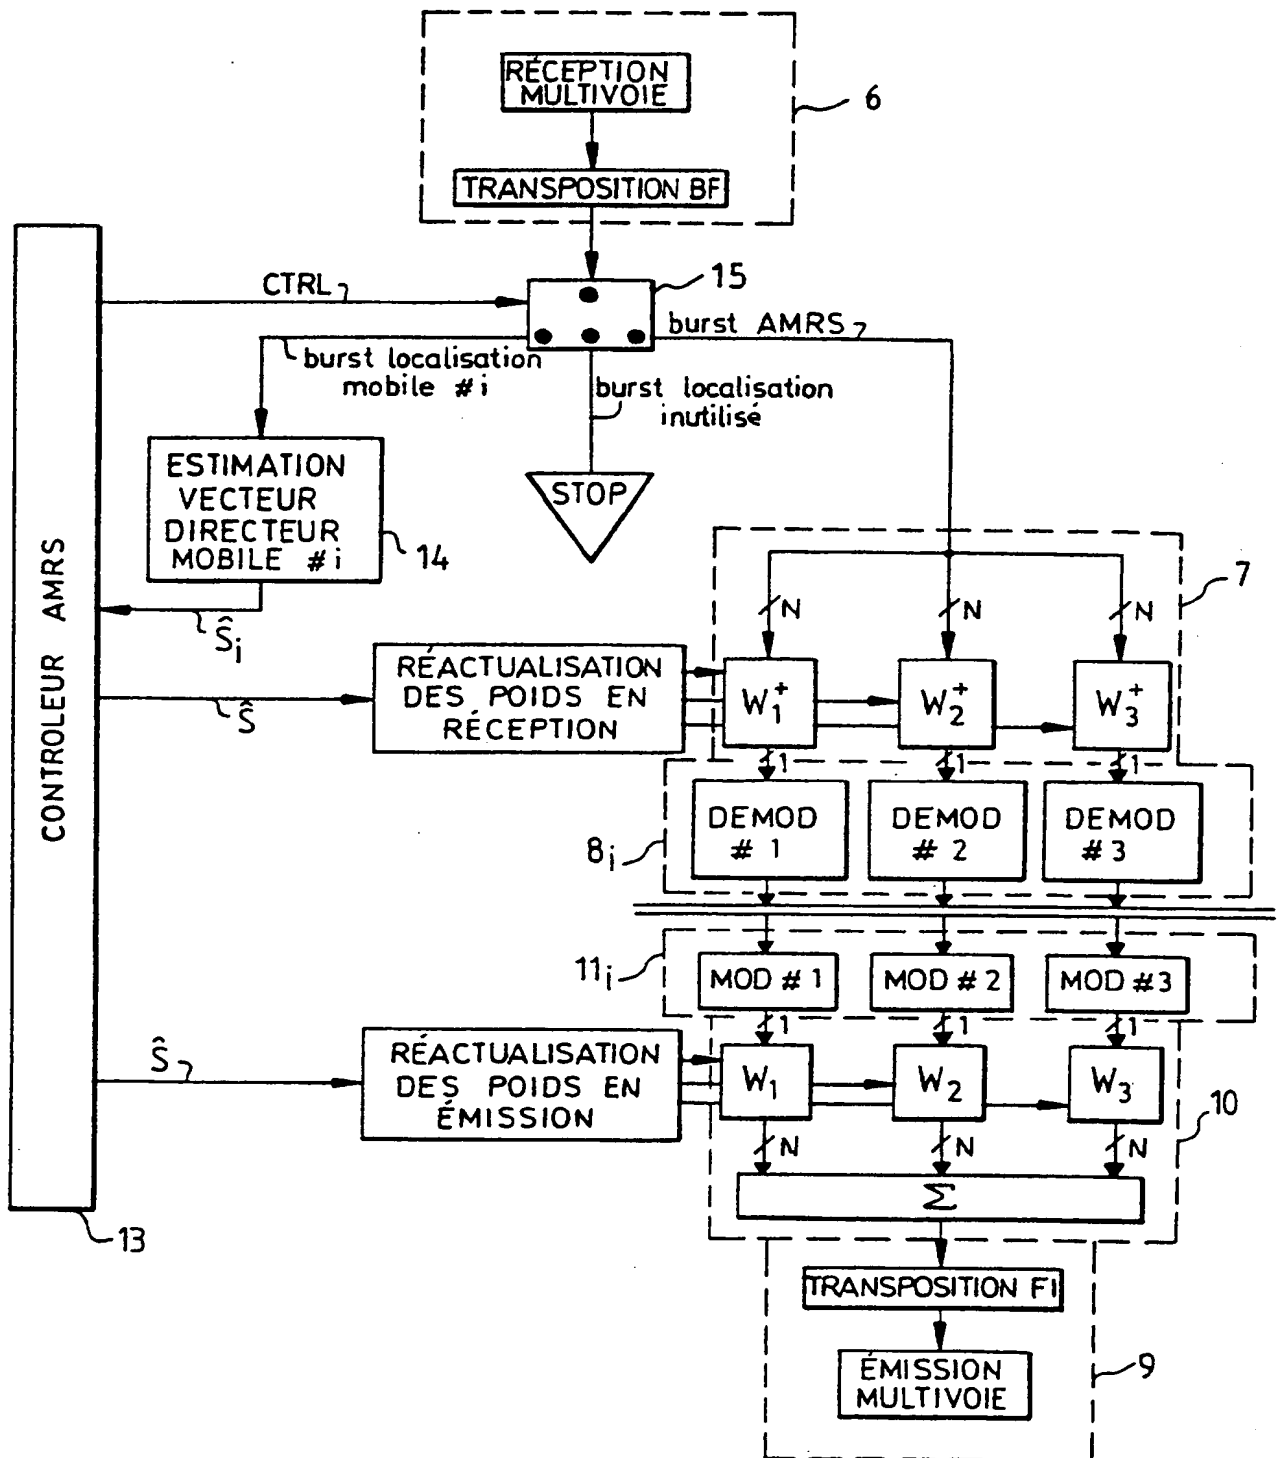 RÉCEPTION
MULTIVOIE
6
TRANSPOSITION BF
15
CTRL
burst AMRS
burst localisation
mobile #i
burst localisation
inutilisé
ESTIMATION
VECTEUR
DIRECTEUR
MOBILE #i
14
STOP
7
N
N
N
Ŝi
CONTROLEUR AMRS
RÉACTUALISATION
DES POIDS EN
RÉCEPTION
Ŝ
W₁⁺
W₂⁺
W₃⁺
1
1
1
DEMOD
# 1
DEMOD
# 2
DEMOD
# 3
8i
11i
MOD # 1
MOD # 2
MOD # 3
1
1
1
Ŝ
RÉACTUALISATION
DES POIDS EN
ÉMISSION
W₁
W₂
W₃
10
N
N
N
Σ
13
TRANSPOSITION FI
ÉMISSION
MULTIVOIE
9